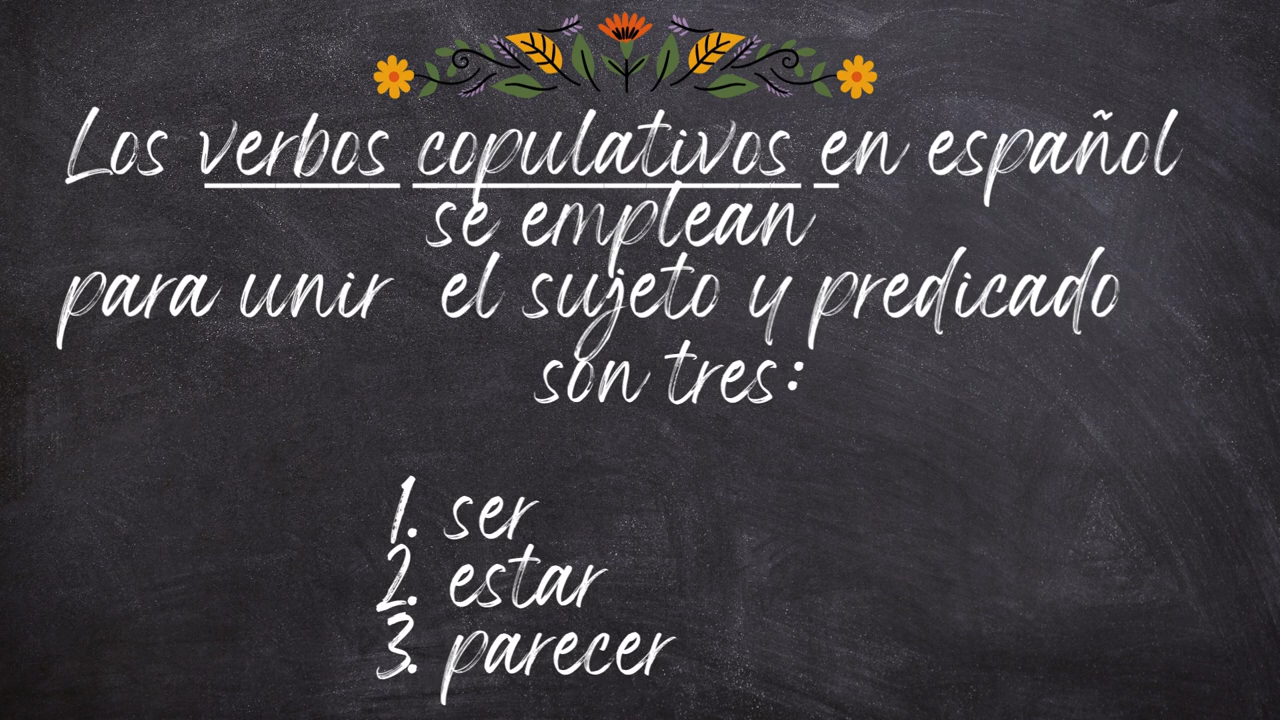 Los verbos copulativos en español
se emplean
para unir el sujeto y predicado
son tres:
1. ser
2. estar
3. parecer